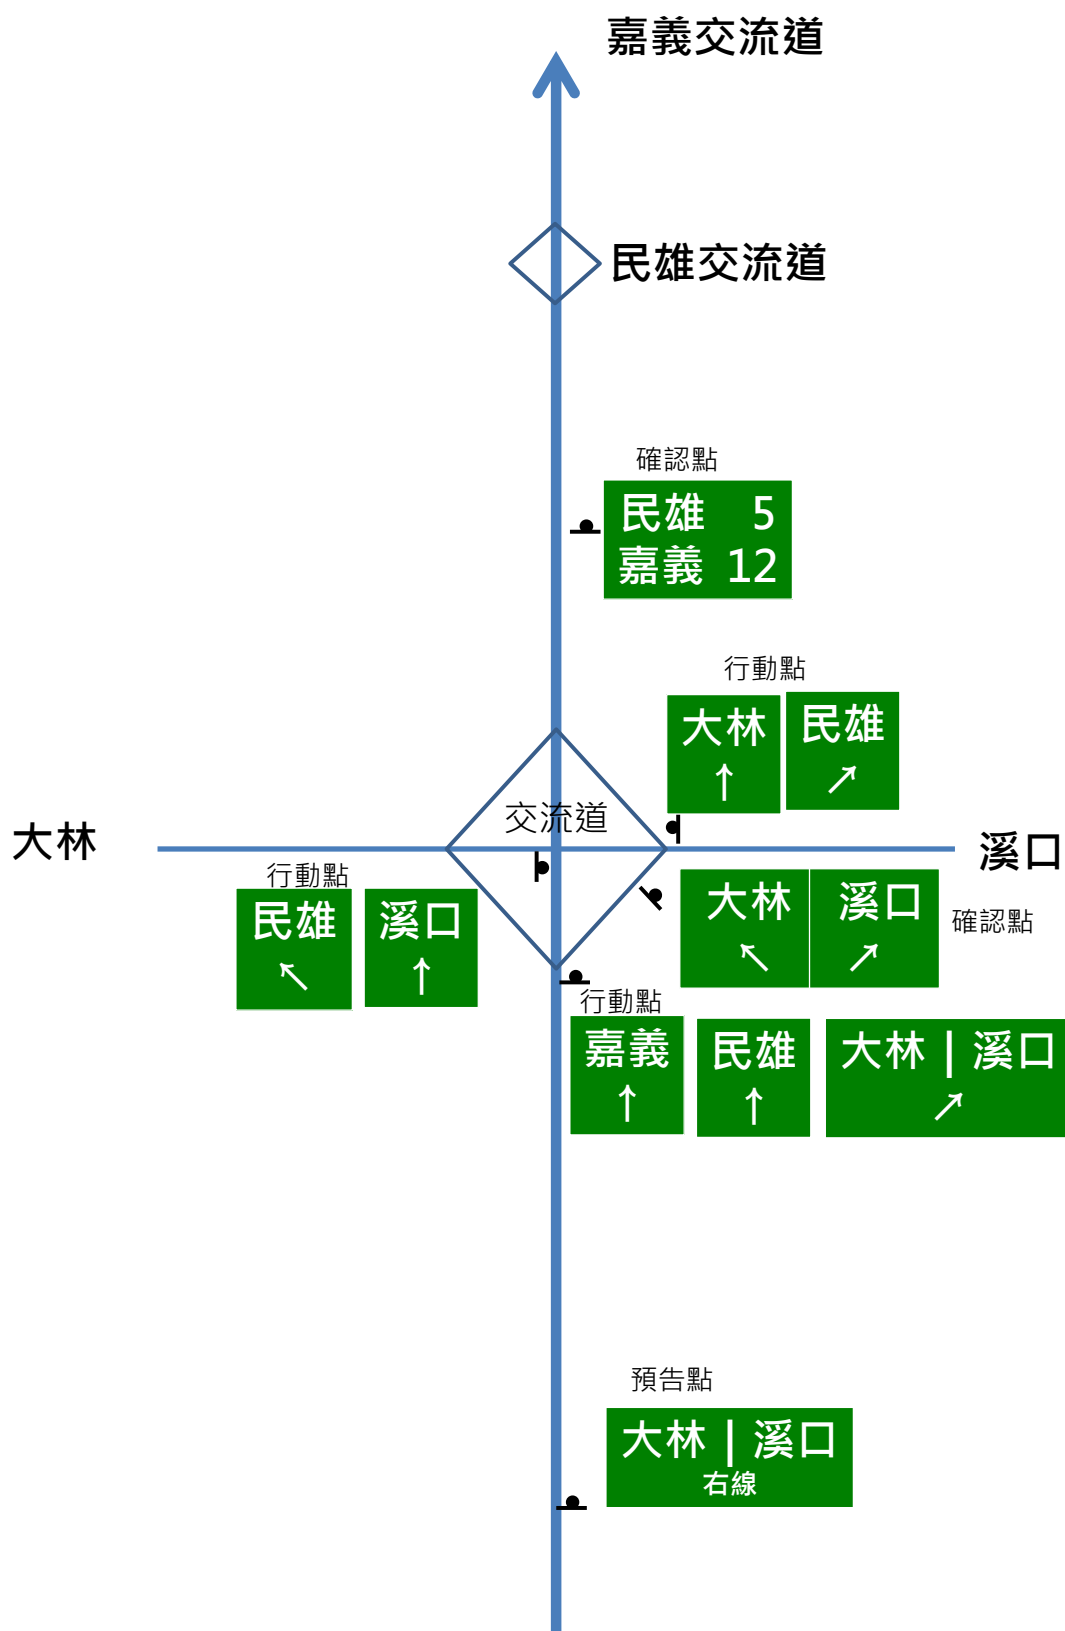 嘉義交流道
民雄交流道
確認點
民雄 5
嘉義 12
行動點
大林
↑
民雄
↗
交流道
大林
溪口
行動點
民雄
↖
溪口
↑
大林
↖
溪口
↗
確認點
行動點
嘉義
↑
民雄
↑
大林 | 溪口
↗
預告點
大林 | 溪口
右線